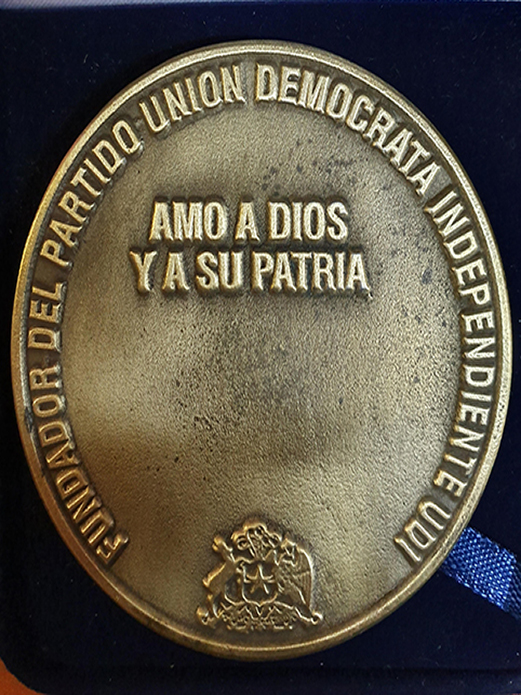 FUNDADOR DEL PARTIDO UNION DEMOCRATA INDEPENDIENTE UDI
AMO A DIOS
Y A SU PATRIA